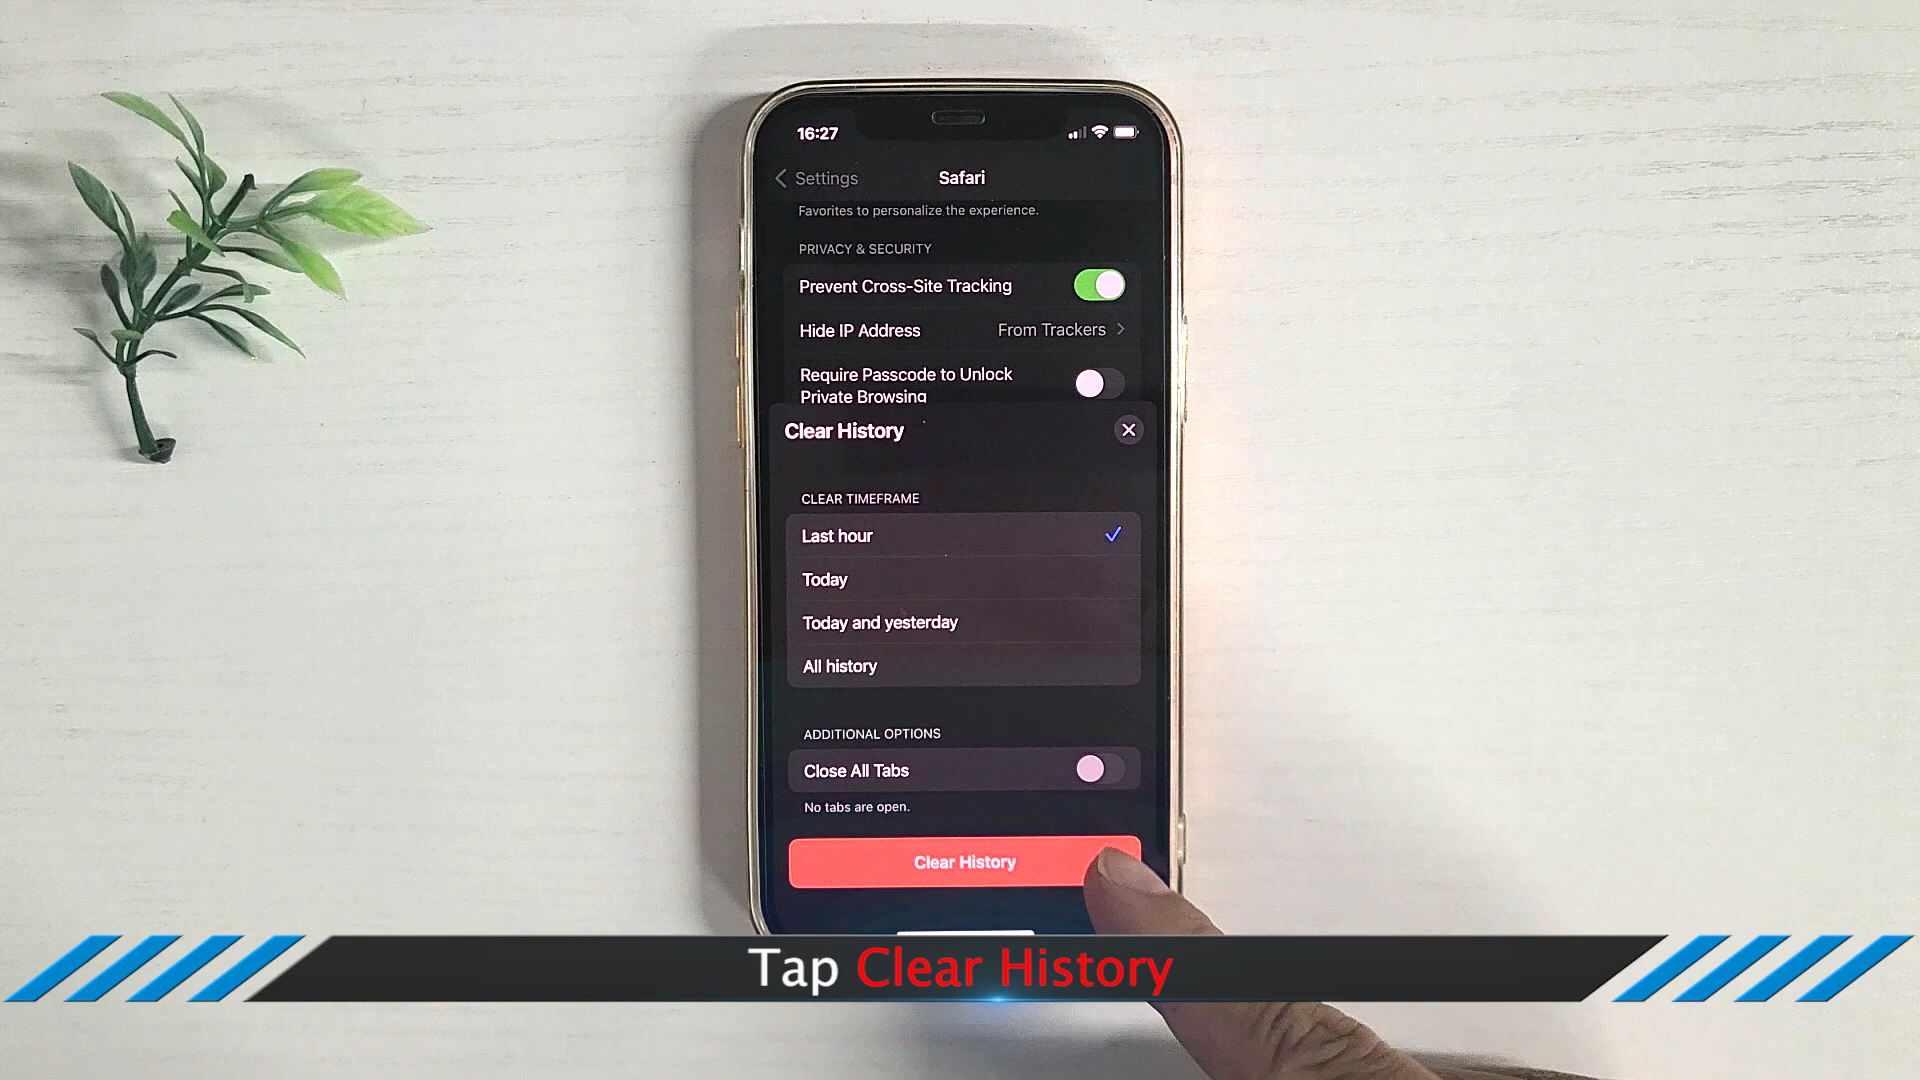 16:27
Settings
Safari
Favorites to personalize the experience.
PRIVACY & SECURITY
Prevent Cross-Site Tracking
Hide IP Address From Trackers
Require Passcode to Unlock
Private Browsing
Clear History
CLEAR TIMEFRAME
Last hour
Today
Today and yesterday
All history
ADDITIONAL OPTIONS
Close All Tabs
No tabs are open.
Clear History
Tap Clear History